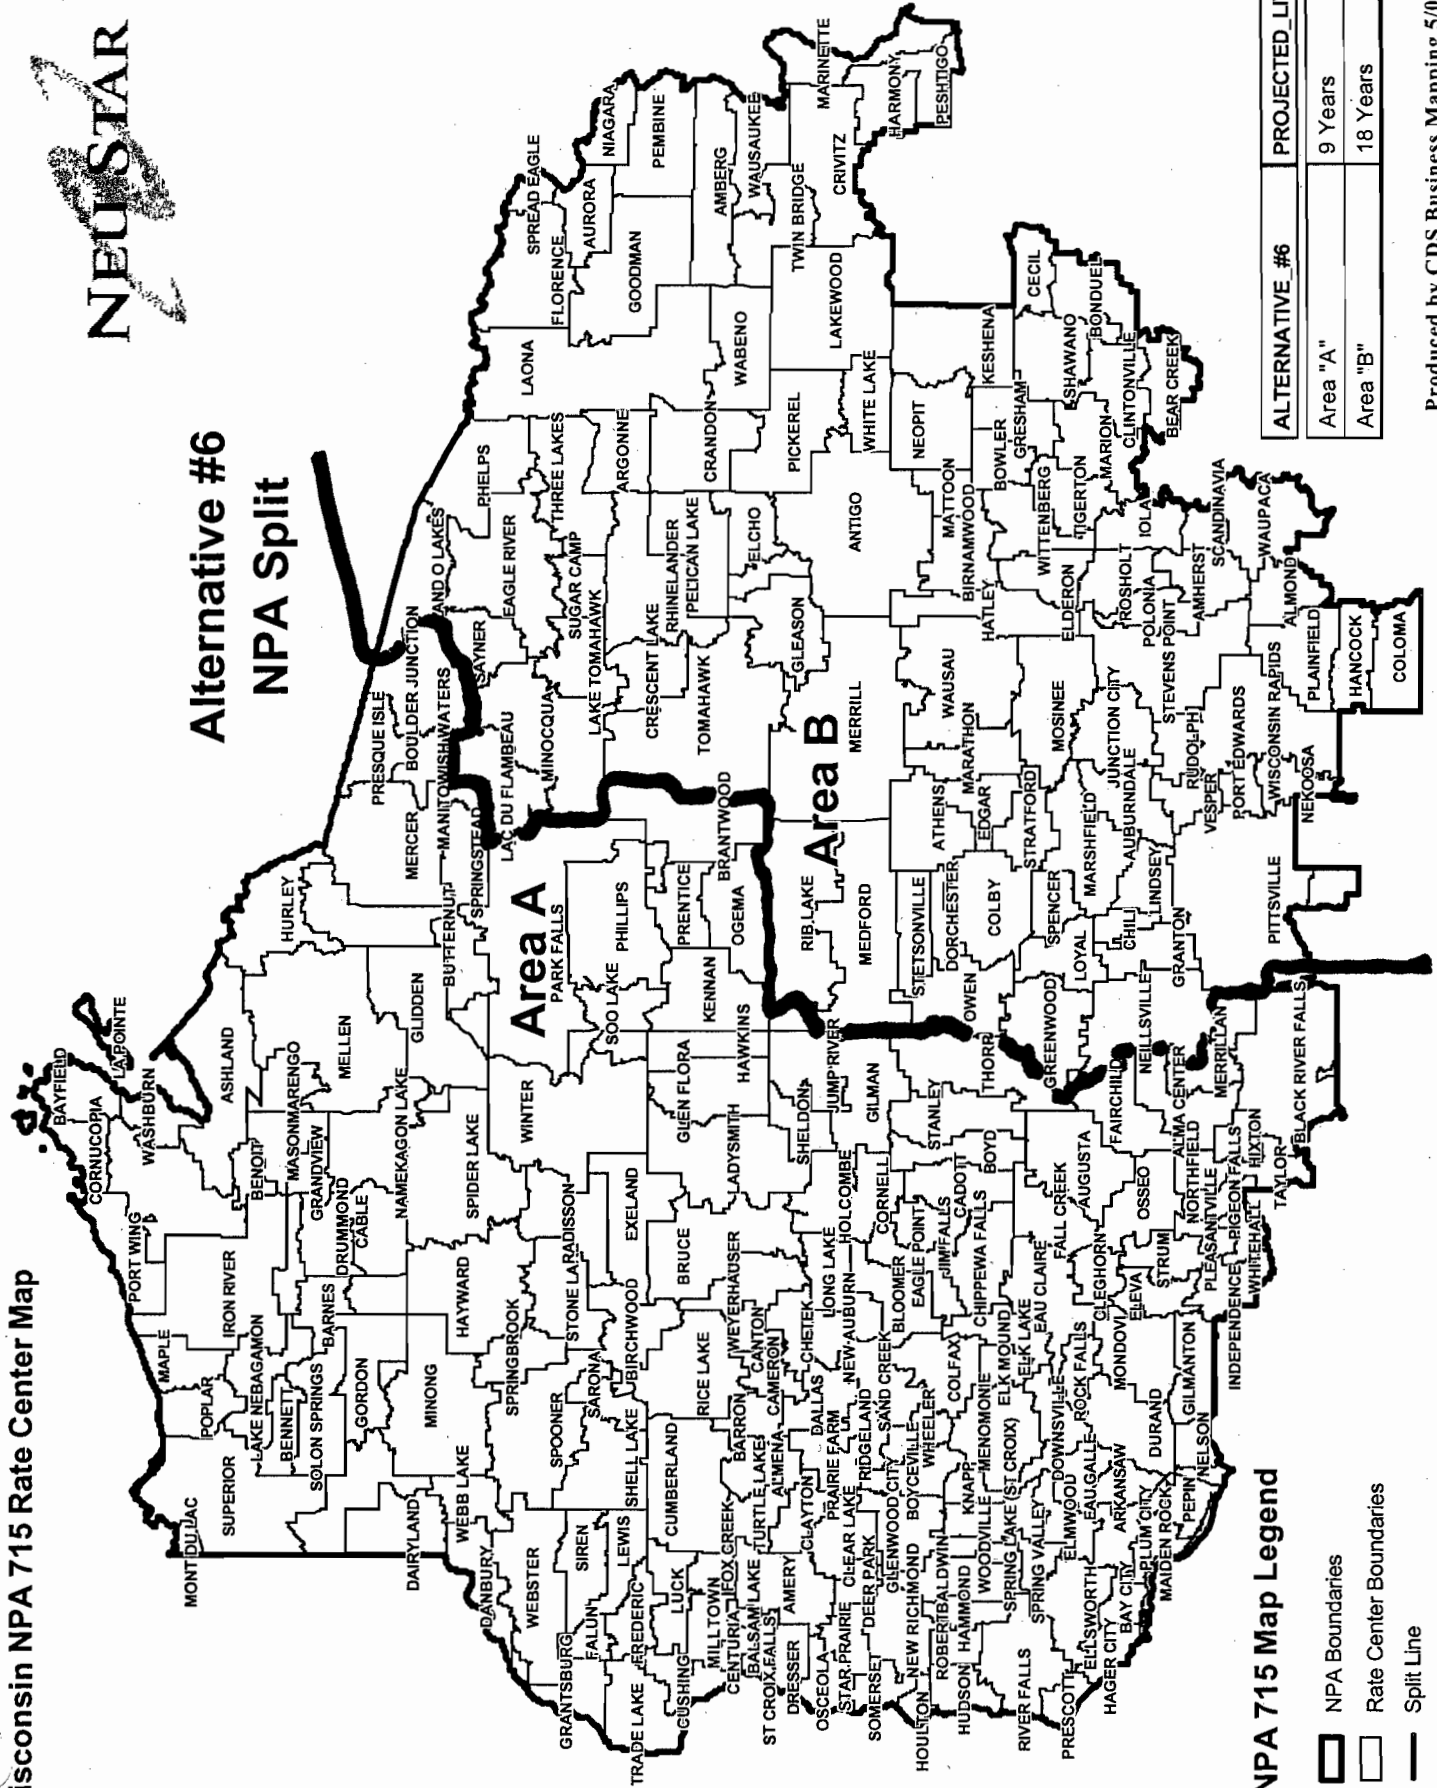 isconsin NPA 715 Rate Center Map
NEUSTAR
Alternative #6
NPA Split
BAYFIELD
CORNUCOPIA
LA POINTE
WASHBURN
PORT WING
MAPLE
MONT DU LAC
SUPERIOR
POPLAR
IRON RIVER
LAKE NEBAGAMON
BENNETT
SOLON SPRINGS
BARNES
BENOIT
ASHLAND
MASON
MARENGO
GRANDVIEW
DRUMMOND
CABLE
MELLEN
HURLEY
GORDON
DAIRYLAND
MINONG
NAMEKAGON LAKE
GLIDDEN
PRESQUE ISLE
MERCER
BOULDER JUNCTION
MANITOWISH WATERS
AND O LAKES
PHELPS
SPRINGSTEAD
BUTTERNUT
SPIDER LAKE
HAYWARD
WEBB LAKE
DANBURY
WEBSTER
SPRINGBROOK
SPOONER
STONE LAKE
RADISSON
WINTER
Area A
PARK FALLS
LAC DU FLAMBEAU
MINOCQUA
SAYNER
EAGLE RIVER
THREE LAKES
SUGAR CAMP
LAONA
FLORENCE
SPREAD EAGLE
AURORA
NIAGARA
GOODMAN
PEMBINE
GRANTSBURG
SIREN
FALUN
LEWIS
TRADE LAKE
FREDERIC
SARONA
SHELL LAKE
BIRCHWOOD
EXELAND
SOO LAKE
PHILLIPS
LAKE TOMAHAWK
ARGONNE
CRESCENT LAKE
RHINELANDER
PELICAN LAKE
CRANDON
WABENO
AMBERG
WAUSAUKEE
CUSHING
LUCK
CUMBERLAND
RICE LAKE
BRUCE
GLEN FLORA
HAWKINS
KENNAN
PRENTICE
OGEMA
BRANTWOOD
TOMAHAWK
MILLTOWN
CENTURIA
FOX CREEK
BALSAM LAKE
ST CROIX FALLS
TURTLE LAKE
BARRON
ALMENA
CAMERON
CANTON
WEYERHAUSER
LADYSMITH
ELCHO
PICKEREL
TWIN BRIDGE
LAKEWOOD
CRIVITZ
MARINETTE
HARMONY
PESHTIGO
DRESSER
AMERY
CLAYTON
OSCEOLA
STAR PRAIRIE
CLEAR LAKE
PRAIRIE FARM
DALLAS
CHETEK
LONG LAKE
SHELDON
JUMP RIVER
HOLCOMBE
RIB LAKE
Area B
GLEASON
MERRILL
MEDFORD
ANTIGO
WHITE LAKE
SOMERSET
DEER PARK
GLENWOOD CITY
RIDGELAND
SAND CREEK
NEW AUBURN
BLOOMER
CORNELL
GILMAN
STETSONVILLE
NEOPIT
MATTOON
HOULTON
NEW RICHMOND
BOYCEVILLE
WHEELER
COLFAX
EAGLE POINT
JIM FALLS
CADOTT
STANLEY
OWEN
DORCHESTER
ATHENS
WAUSAU
BIRNAMWOOD
HUDSON
ROBERT
BALDWIN
HAMMOND
KNAPP
WOODVILLE
MENOMONIE
CHIPPEWA FALLS
BOYD
THORP
COLBY
EDGAR
MARATHON
HATLEY
BOWLER
KESHENA
GRESHAM
CECIL
RIVER FALLS
SPRING LAKE (ST CROIX)
SPRING VALLEY
ELK MOUND
ELK LAKE
EAU CLAIRE
FALL CREEK
AUGUSTA
GREENWOOD
SPENCER
STRATFORD
MOSINEE
WITTENBERG
SHAWANO
PRESCOTT
ELLSWORTH
ELMWOOD
DOWNSVILLE
ROCK FALLS
EAUGALLE
CLEGHORN
LOYAL
MARSHFIELD
ELDERON
TIGERTON
BONDUEL
HAGER CITY
BAY CITY
ARKANSAW
MONDOVI
ELEVA
FAIRCHILD
CHILI
AUBURNDALE
JUNCTION CITY
ROSHOLT
MARION
CLINTONVILLE
PLUM CITY
MAIDEN ROCK
DURAND
OSSEO
STRUM
NEILLSVILLE
LINDSEY
POLONIA
STEVENS POINT
IOLA
BEAR CREEK
PEPIN
NELSON
GILMANTON
NORTHFIELD
ALMA CENTER
GRANTON
RUDOLPH
VESPER
AMHERST
SCANDINAVIA
INDEPENDENCE
PLEASANTVILLE
PIGEON FALLS
WHITEHALL
HIXTON
MERRILLAN
PORT EDWARDS
WISCONSIN RAPIDS
WAUPACA
ALMOND
TAYLOR
BLACK RIVER FALLS
PITTSVILLE
NEKOOSA
PLAINFIELD
HANCOCK
COLOMA
NPA 715 Map Legend
NPA Boundaries
Rate Center Boundaries
Split Line
ALTERNATIVE_#6 PROJECTED_LI
Area "A" 9 Years
Area "B" 18 Years
Produced by CDS Business Mapping 5/0